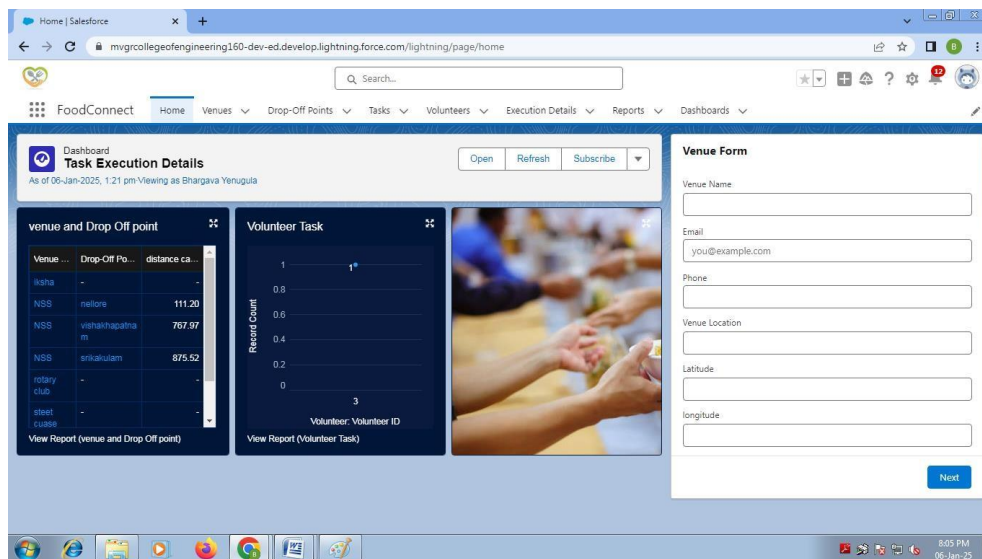 Home | Salesforce
mvgrcollegeofengineering160-dev-ed.develop.lightning.force.com/lightning/page/home
B
Search...
12
FoodConnect Home Venues Drop-Off Points Tasks Volunteers Execution Details Reports Dashboards
Dashboard
Task Execution Details
As of 06-Jan-2025, 1:21 pm·Viewing as Bhargava Yenugula
Open Refresh Subscribe
venue and Drop Off point
Venue ... Drop-Off Po... distance ca...
iksha - -
NSS nellore 111.20
NSS vishakhapatna
m 767.97
NSS srikakulam 875.52
rotary
club - -
steet
cuase - -
View Report (venue and Drop Off point)
Volunteer Task
Record Count
1
0.8
0.6
0.4
0.2
0
1
3
Volunteer: Volunteer ID
View Report (Volunteer Task)
Venue Form
Venue Name
Email
you@example.com
Phone
Venue Location
Latitude
longitude
Next
8:05 PM
06-Jan-25